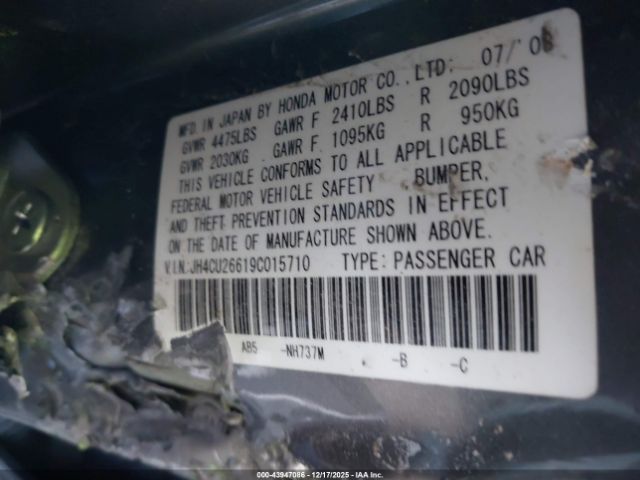 MFD. IN JAPAN BY HONDA MOTOR CO., LTD. 07/ 08
GVWR 4475LBS GAWR F 2410LBS R 2090LBS
GVWR 2030KG GAWR F 1095KG R 950KG
THIS VEHICLE CONFORMS TO ALL APPLICABLE
FEDERAL MOTOR VEHICLE SAFETY BUMPER,
AND THEFT PREVENTION STANDARDS IN EFFECT
ON THE DATE OF MANUFACTURE SHOWN ABOVE.
V.I.N: JH4CU26619C015710 TYPE: PASSENGER CAR
AB5 -NH737M -B -C
000-43947086 - 12/17/2025 - IAAI.COM